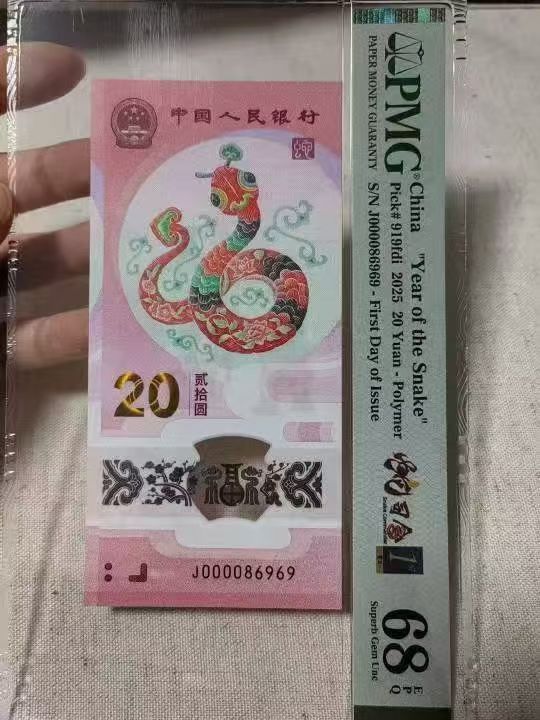 中国人民银行
20
贰拾圆
J000086969
PMG®
PAPER MONEY GUARANTY
China "Year of the Snake"
Pick# 919fdi 2025 20 Yuan - Polymer
S/N J000086969 - First Day of Issue
68
EPQ
Superb Gem Unc